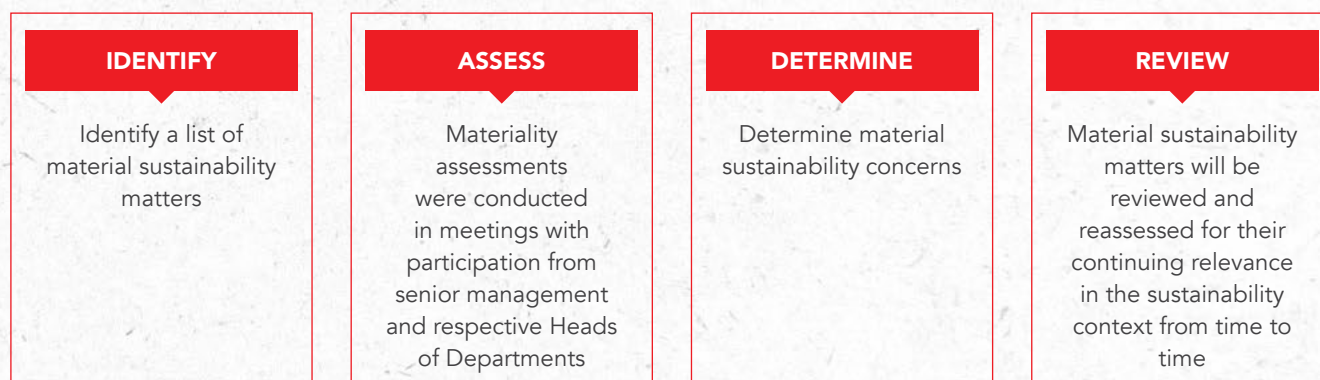 IDENTIFY
Identify a list of
material sustainability
matters
ASSESS
Materiality
assessments
were conducted
in meetings with
participation from
senior management
and respective Heads
of Departments
DETERMINE
Determine material
sustainability concerns
REVIEW
Material sustainability
matters will be
reviewed and
reassessed for their
continuing relevance
in the sustainability
context from time to
time